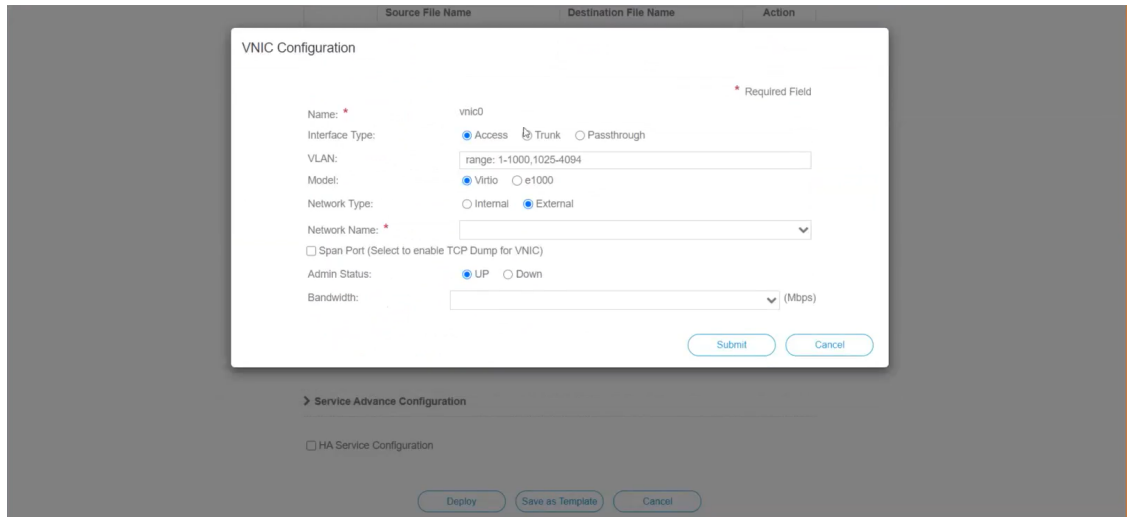 Source File Name Destination File Name Action
VNIC Configuration
* Required Field
Name: * vnic0
Interface Type: Access Trunk Passthrough
VLAN: range: 1-1000,1025-4094
Model: Virtio e1000
Network Type: Internal External
Network Name: *
Span Port (Select to enable TCP Dump for VNIC)
Admin Status: UP Down
Bandwidth: (Mbps)
Submit Cancel
Service Advance Configuration
HA Service Configuration
Deploy Save as Template Cancel